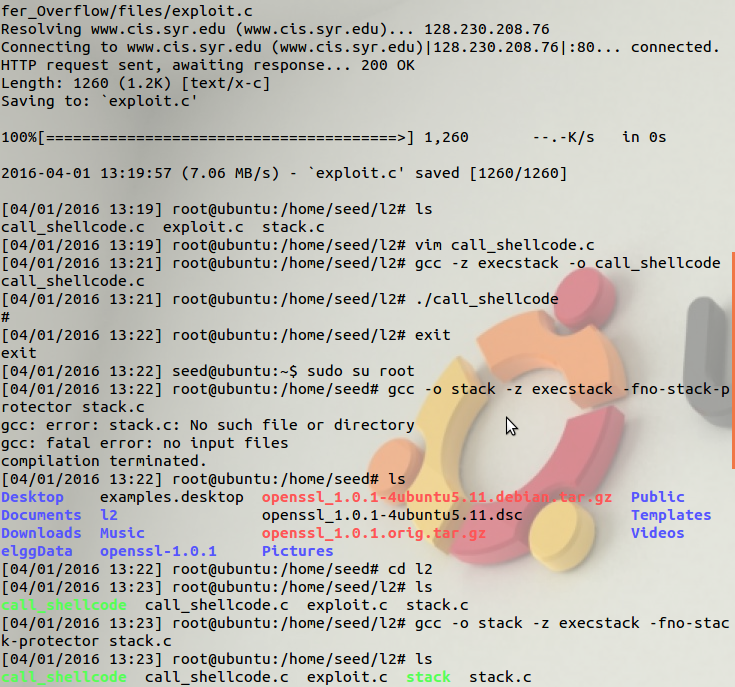 fer_Overflow/files/exploit.c
Resolving www.cis.syr.edu (www.cis.syr.edu)... 128.230.208.76
Connecting to www.cis.syr.edu (www.cis.syr.edu)|128.230.208.76|:80... connected.
HTTP request sent, awaiting response... 200 OK
Length: 1260 (1.2K) [text/x-c]
Saving to: `exploit.c'
100%[=======================================>] 1,260       --.-K/s   in 0s
2016-04-01 13:19:57 (7.06 MB/s) - `exploit.c' saved [1260/1260]
[04/01/2016 13:19] root@ubuntu:/home/seed/l2# ls
call_shellcode.c  exploit.c  stack.c
[04/01/2016 13:19] root@ubuntu:/home/seed/l2# vim call_shellcode.c
[04/01/2016 13:21] root@ubuntu:/home/seed/l2# gcc -z execstack -o call_shellcode
call_shellcode.c
[04/01/2016 13:21] root@ubuntu:/home/seed/l2# ./call_shellcode
#
[04/01/2016 13:22] root@ubuntu:/home/seed/l2# exit
exit
[04/01/2016 13:22] seed@ubuntu:~$ sudo su root
[04/01/2016 13:22] root@ubuntu:/home/seed# gcc -o stack -z execstack -fno-stack-p
rotector stack.c
gcc: error: stack.c: No such file or directory
gcc: fatal error: no input files
compilation terminated.
[04/01/2016 13:22] root@ubuntu:/home/seed# ls
Desktop    examples.desktop  openssl_1.0.1-4ubuntu5.11.debian.tar.gz  Public
Documents  l2                openssl_1.0.1-4ubuntu5.11.dsc            Templates
Downloads  Music             openssl_1.0.1.orig.tar.gz                Videos
elggData   openssl-1.0.1     Pictures
[04/01/2016 13:22] root@ubuntu:/home/seed# cd l2
[04/01/2016 13:23] root@ubuntu:/home/seed/l2# ls
call_shellcode  call_shellcode.c  exploit.c  stack.c
[04/01/2016 13:23] root@ubuntu:/home/seed/l2# gcc -o stack -z execstack -fno-stac
k-protector stack.c
[04/01/2016 13:23] root@ubuntu:/home/seed/l2# ls
call_shellcode  call_shellcode.c  exploit.c  stack  stack.c